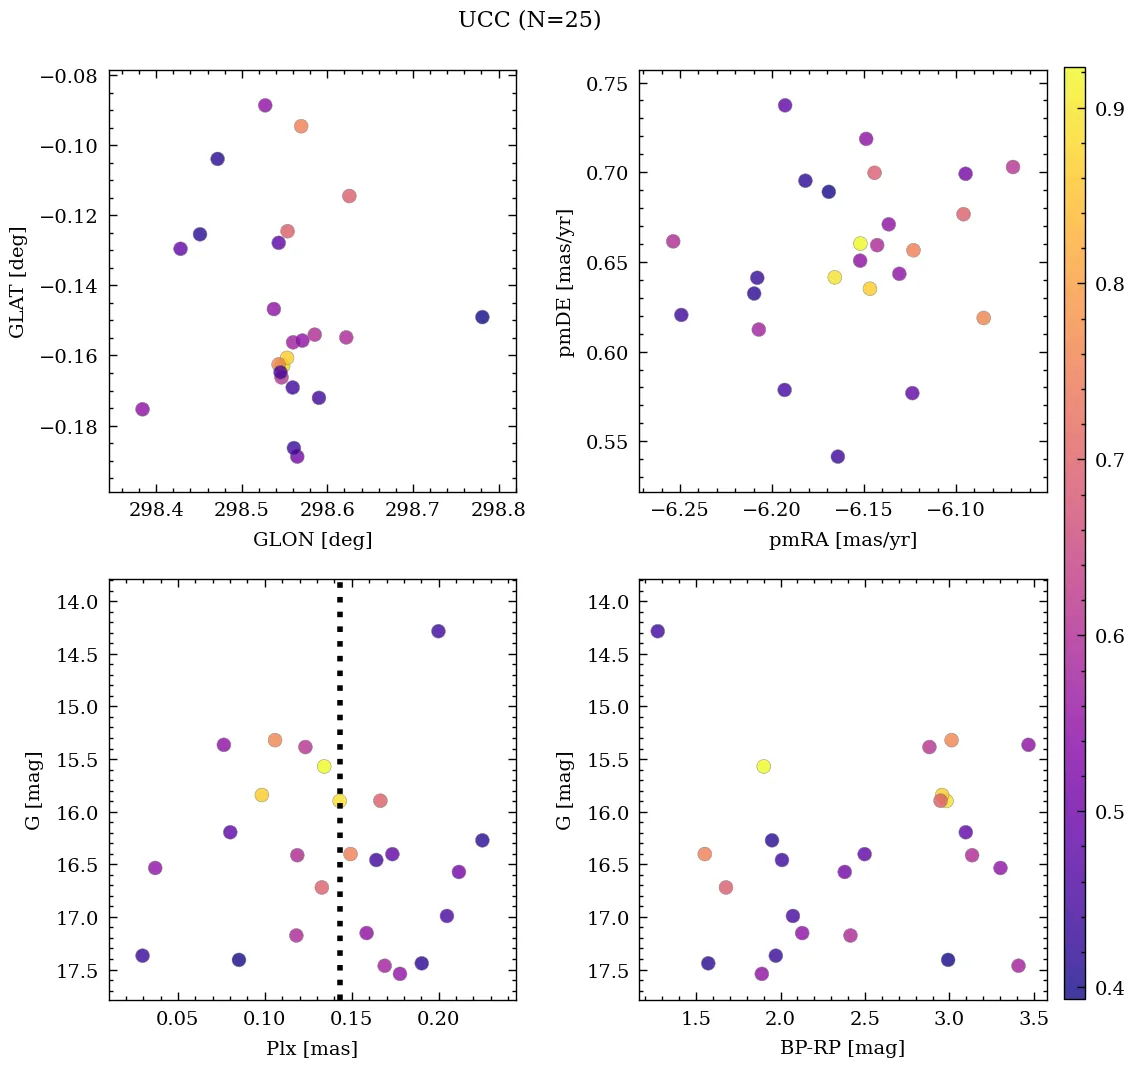 UCC (N=25)
−0.08
−0.10
−0.12
−0.14
−0.16
−0.18
GLAT [deg]
298.4 298.5 298.6 298.7 298.8
GLON [deg]
0.75
0.70
0.65
0.60
0.55
pmDE [mas/yr]
−6.25 −6.20 −6.15 −6.10
pmRA [mas/yr]
14.0
14.5
15.0
15.5
16.0
16.5
17.0
17.5
G [mag]
0.05 0.10 0.15 0.20
Plx [mas]
14.0
14.5
15.0
15.5
16.0
16.5
17.0
17.5
G [mag]
1.5 2.0 2.5 3.0 3.5
BP-RP [mag]
0.9
0.8
0.7
0.6
0.5
0.4